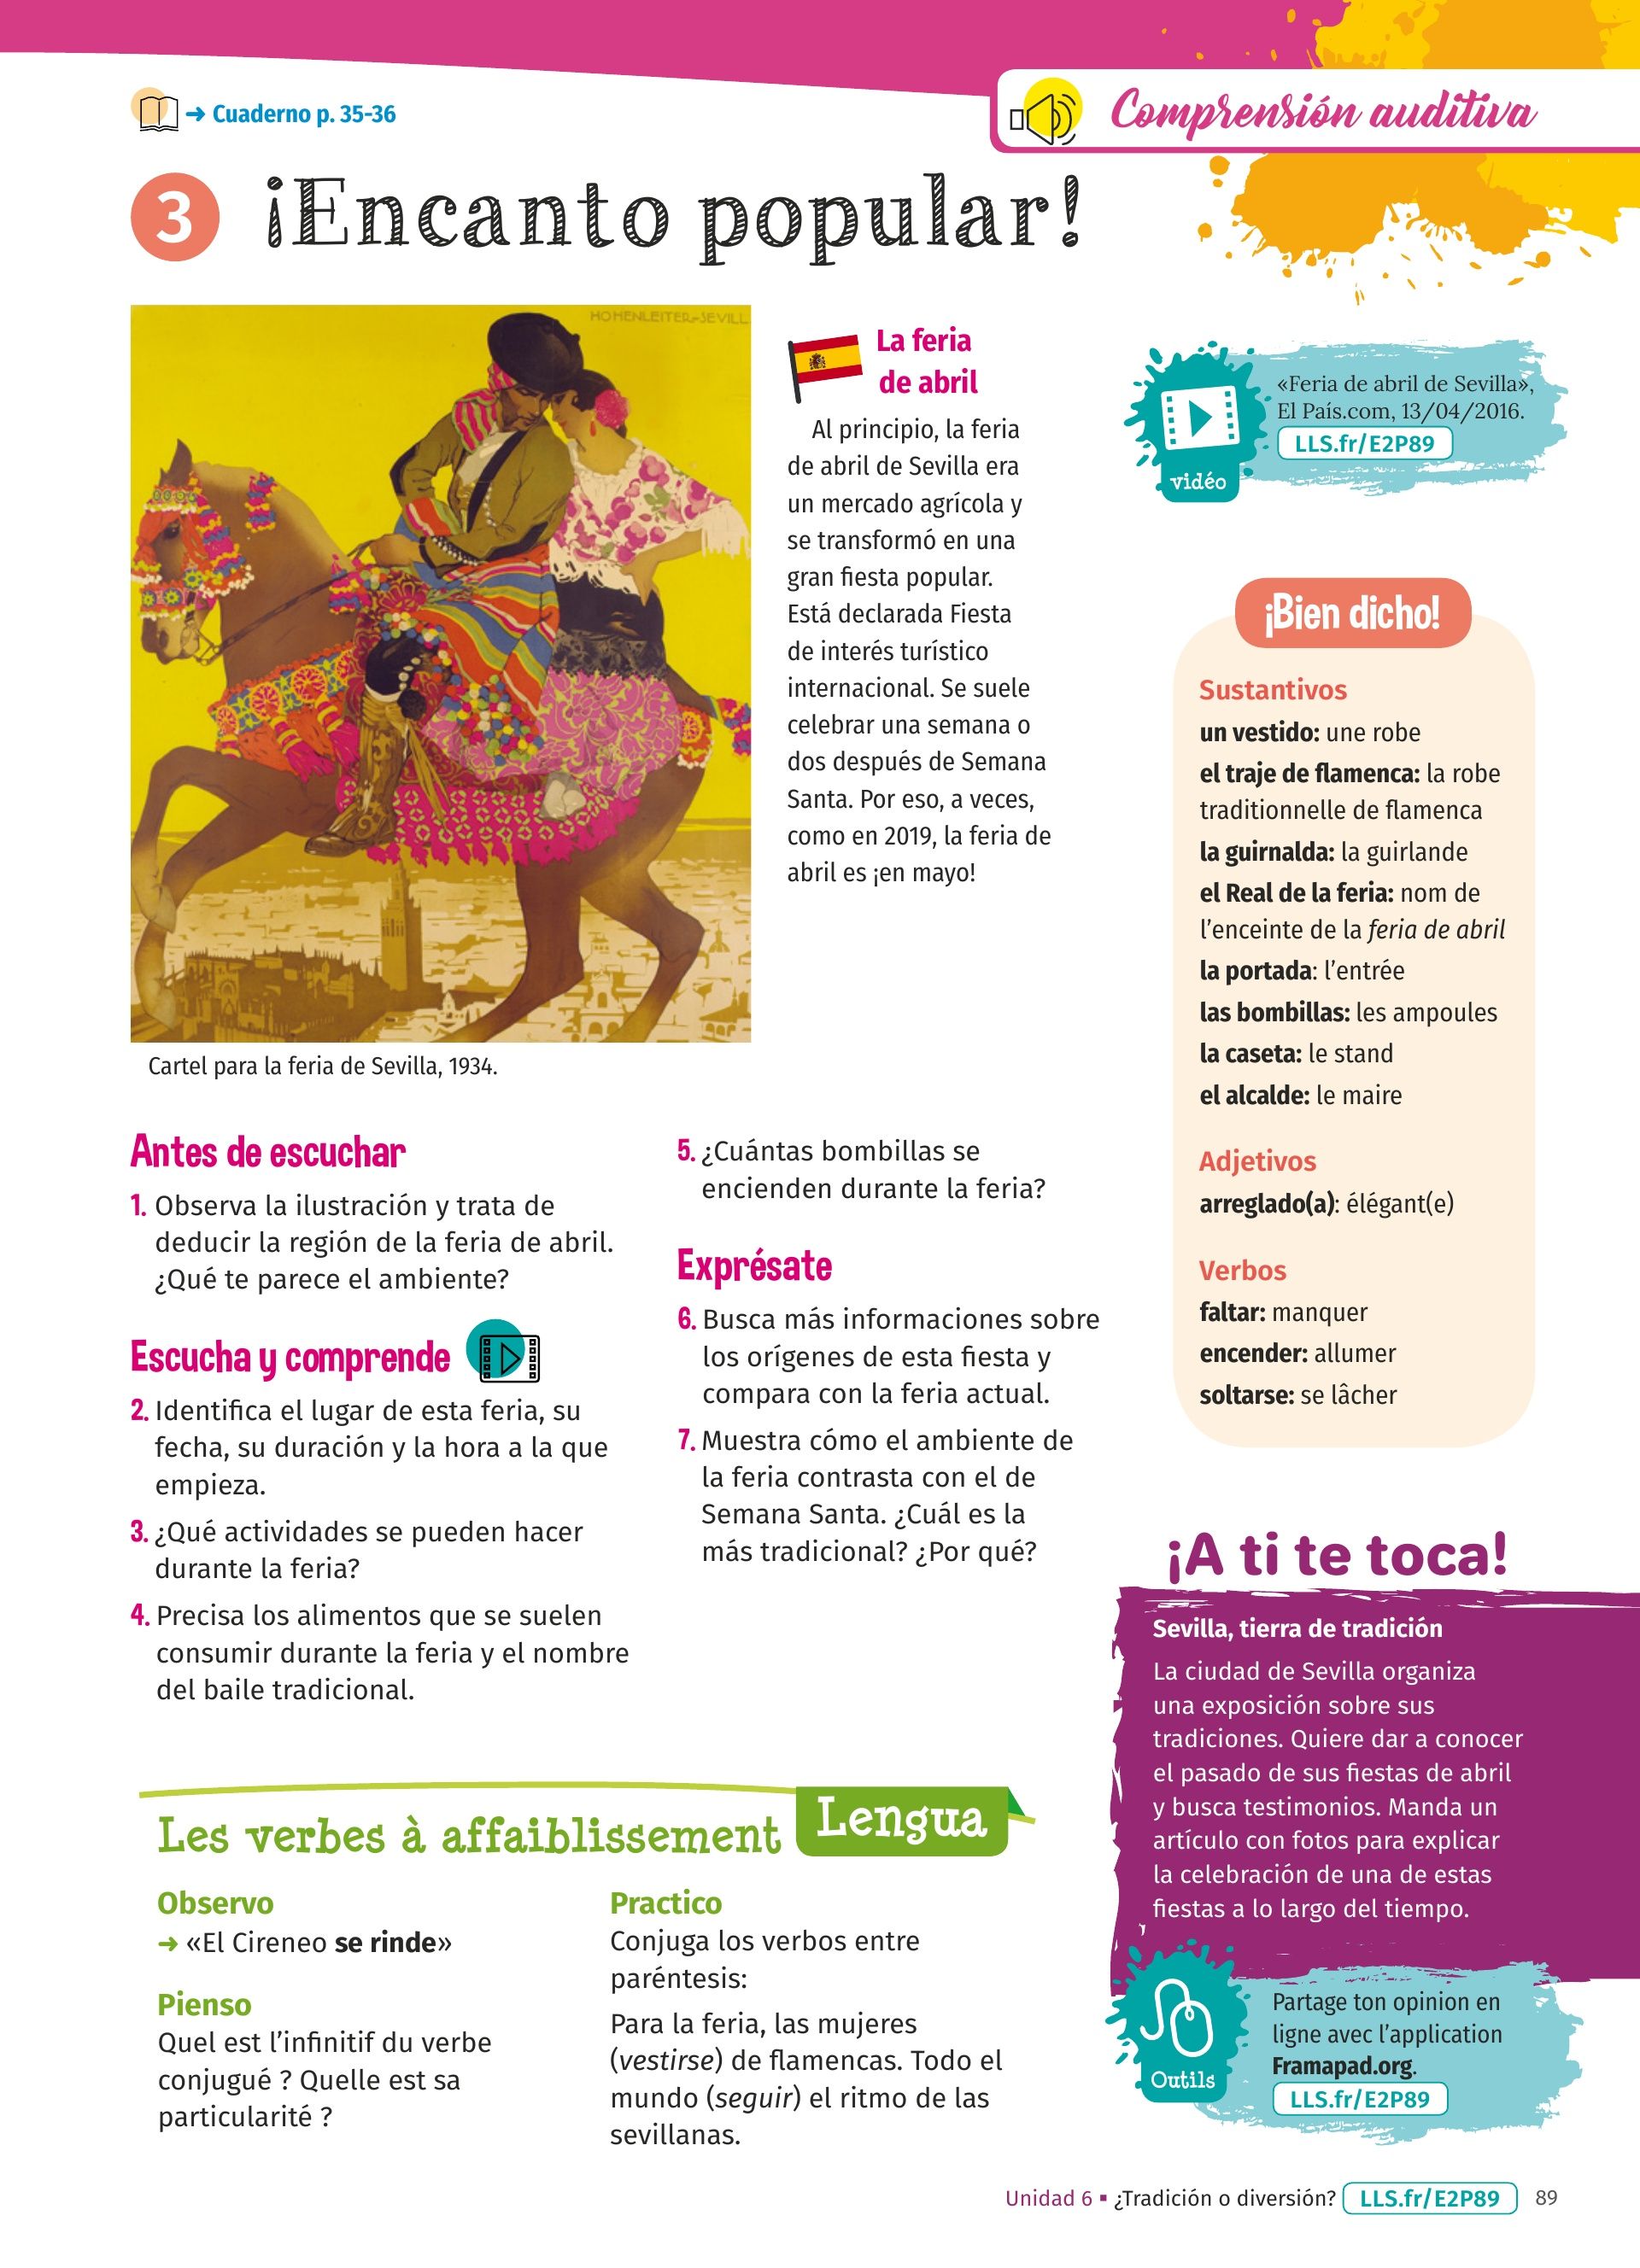 ➜ Cuaderno p. 35-36
Comprensión auditiva
3 ¡Encanto popular!
HOHENLEITER-SEVILL
Cartel para la feria de Sevilla, 1934.
La feria
de abril
Al principio, la feria
de abril de Sevilla era
un mercado agrícola y
se transformó en una
gran fiesta popular.
Está declarada Fiesta
de interés turístico
internacional. Se suele
celebrar una semana o
dos después de Semana
Santa. Por eso, a veces,
como en 2019, la feria de
abril es ¡en mayo!
«Feria de abril de Sevilla»,
El País.com, 13/04/2016.
LLS.fr/E2P89
vidéo
¡Bien dicho!
Sustantivos
un vestido: une robe
el traje de flamenca: la robe
traditionnelle de flamenca
la guirnalda: la guirlande
el Real de la feria: nom de
l’enceinte de la feria de abril
la portada: l’entrée
las bombillas: les ampoules
la caseta: le stand
el alcalde: le maire
Adjetivos
arreglado(a): élégant(e)
Verbos
faltar: manquer
encender: allumer
soltarse: se lâcher
Antes de escuchar
1. Observa la ilustración y trata de
deducir la región de la feria de abril.
¿Qué te parece el ambiente?
Escucha y comprende
2. Identifica el lugar de esta feria, su
fecha, su duración y la hora a la que
empieza.
3. ¿Qué actividades se pueden hacer
durante la feria?
4. Precisa los alimentos que se suelen
consumir durante la feria y el nombre
del baile tradicional.
5. ¿Cuántas bombillas se
encienden durante la feria?
Exprésate
6. Busca más informaciones sobre
los orígenes de esta fiesta y
compara con la feria actual.
7. Muestra cómo el ambiente de
la feria contrasta con el de
Semana Santa. ¿Cuál es la
más tradicional? ¿Por qué?
¡A ti te toca!
Sevilla, tierra de tradición
La ciudad de Sevilla organiza
una exposición sobre sus
tradiciones. Quiere dar a conocer
el pasado de sus fiestas de abril
y busca testimonios. Manda un
artículo con fotos para explicar
la celebración de una de estas
fiestas a lo largo del tiempo.
Outils
Partage ton opinion en
ligne avec l’application
Framapad.org.
LLS.fr/E2P89
Les verbes à affaiblissement
Lengua
Observo
➜ «El Cireneo se rinde»
Pienso
Quel est l’infinitif du verbe
conjugué ? Quelle est sa
particularité ?
Practico
Conjuga los verbos entre
paréntesis:
Para la feria, las mujeres
(vestirse) de flamencas. Todo el
mundo (seguir) el ritmo de las
sevillanas.
Unidad 6 ▪ ¿Tradición o diversión? LLS.fr/E2P89 89